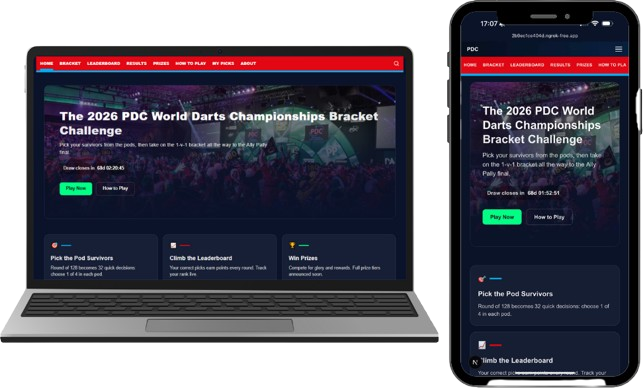 HOME BRACKET LEADERBOARD RESULTS PRIZES HOW TO PLAY MY PICKS ABOUT
The 2026 PDC World Darts Championships Bracket
Challenge
Pick your survivors from the pods, then take on the 1-v-1 bracket all the way to the Ally Pally
final.
Draw closes in 68d 02:20:45
Play Now How to Play
Pick the Pod Survivors
Round of 128 becomes 32 quick decisions:
choose 1 of 4 in each pod.
Climb the Leaderboard
Your correct picks earn points every round. Track
your rank live.
Win Prizes
Compete for glory and rewards. Full prize tiers
announced soon.
17:07
PDC
HOME BRACKET LEADERBOARD RESULTS PRIZES HOW TO PLA
The 2026 PDC World
Darts Championships
Bracket Challenge
Pick your survivors from the pods, then take
on the 1-v-1 bracket all the way to the Ally
Pally final.
Draw closes in 68d 01:52:51
Play Now How to Play
Pick the Pod Survivors
Round of 128 becomes 32 quick decisions: choose 1 of
4 in each pod.
N
Climb the Leaderboard
Your correct picks earn points every round. Track your